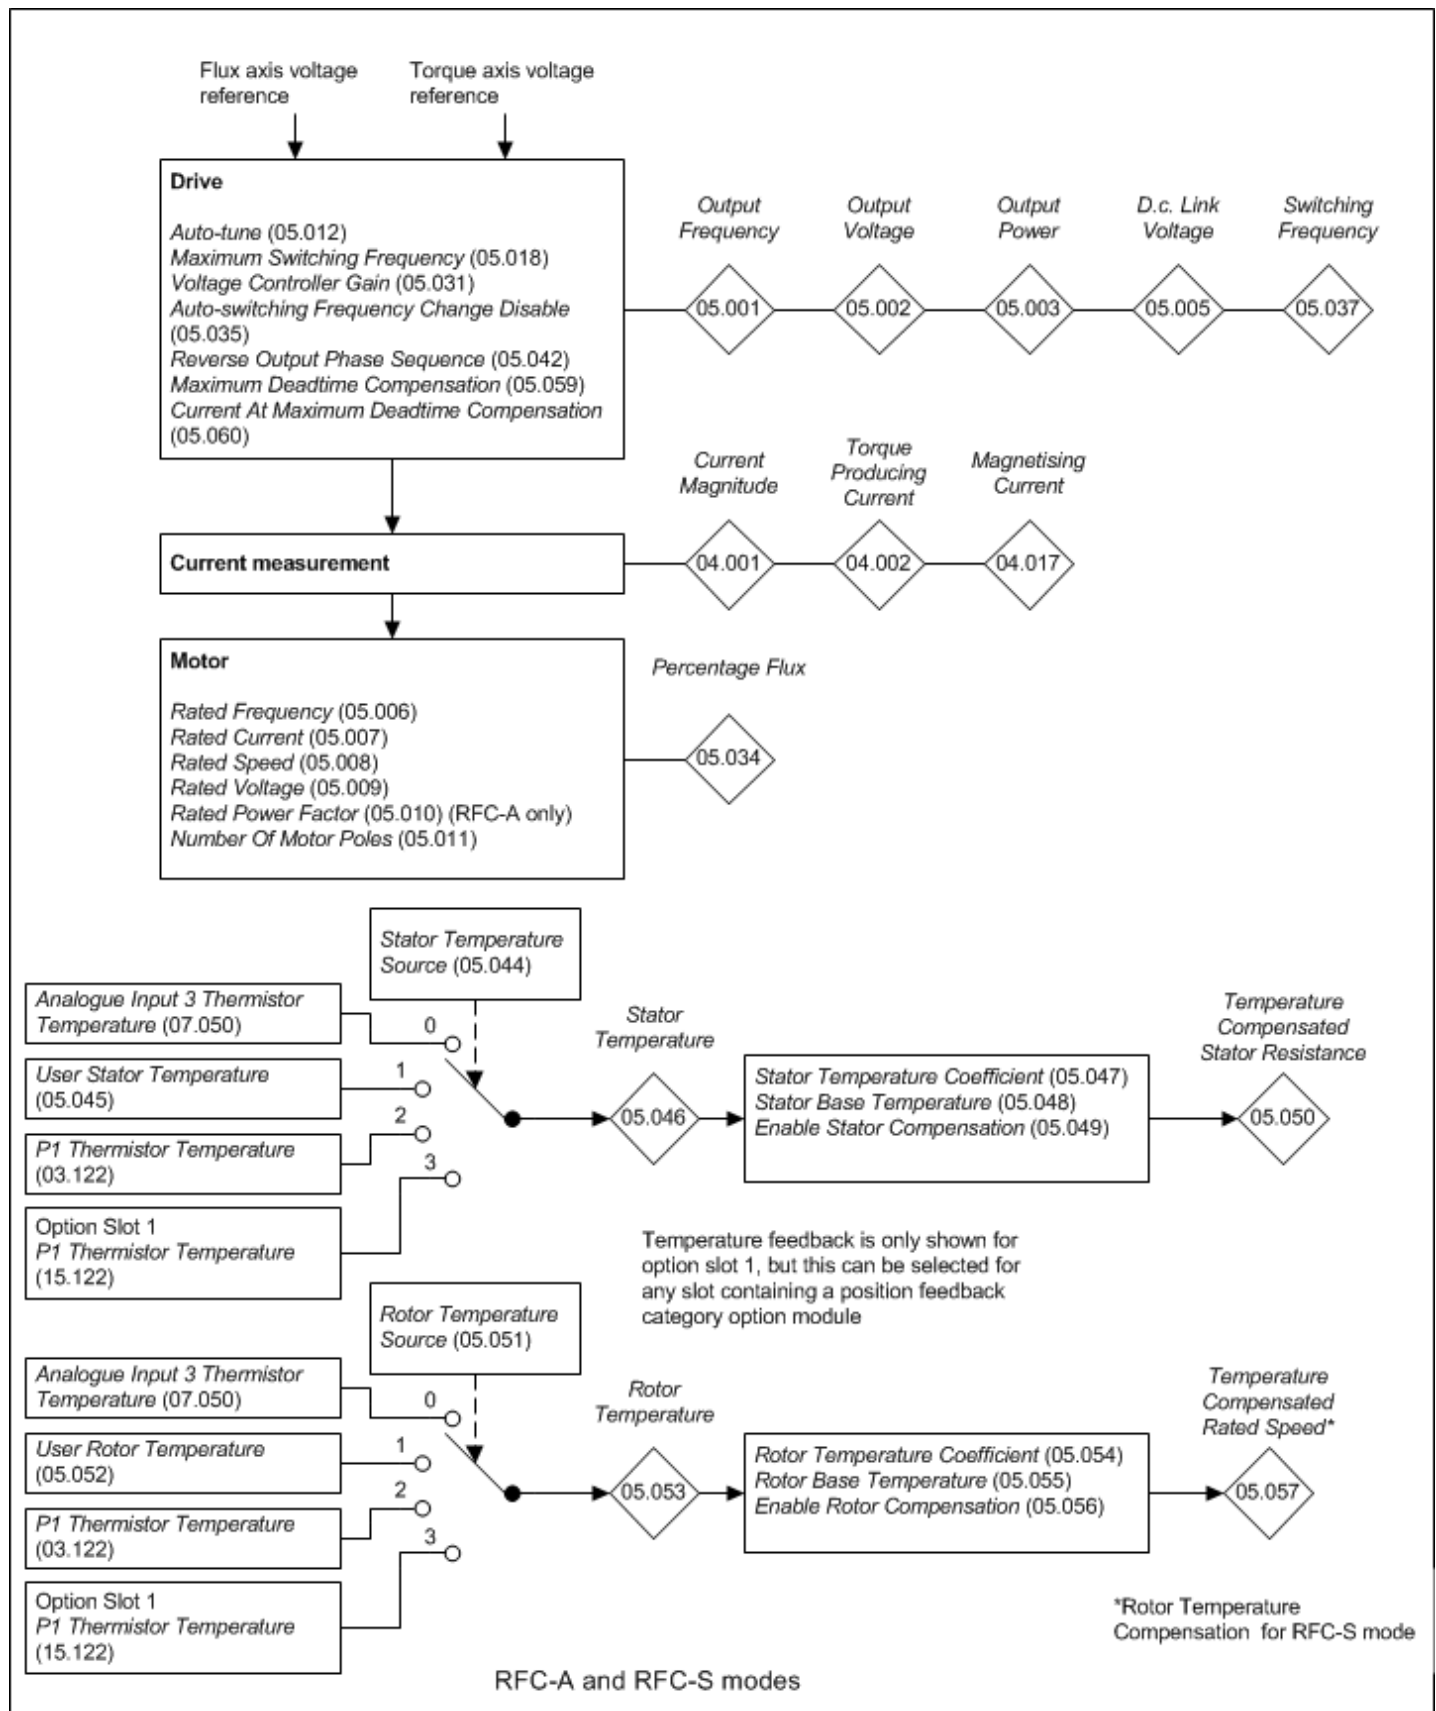 Flux axis voltage
reference
Torque axis voltage
reference
Drive
Auto-tune (05.012)
Maximum Switching Frequency (05.018)
Voltage Controller Gain (05.031)
Auto-switching Frequency Change Disable
(05.035)
Reverse Output Phase Sequence (05.042)
Maximum Deadtime Compensation (05.059)
Current At Maximum Deadtime Compensation
(05.060)
Output
Frequency
Output
Voltage
Output
Power
D.c. Link
Voltage
Switching
Frequency
05.001
05.002
05.003
05.005
05.037
Current
Magnitude
Torque
Producing
Current
Magnetising
Current
Current measurement
04.001
04.002
04.017
Motor
Rated Frequency (05.006)
Rated Current (05.007)
Rated Speed (05.008)
Rated Voltage (05.009)
Rated Power Factor (05.010) (RFC-A only)
Number Of Motor Poles (05.011)
Percentage Flux
05.034
Stator Temperature
Source (05.044)
Analogue Input 3 Thermistor
Temperature (07.050)
0
User Stator Temperature
(05.045)
1
P1 Thermistor Temperature
(03.122)
2
Option Slot 1
P1 Thermistor Temperature
(15.122)
3
Stator
Temperature
05.046
Stator Temperature Coefficient (05.047)
Stator Base Temperature (05.048)
Enable Stator Compensation (05.049)
Temperature
Compensated
Stator Resistance
05.050
Temperature feedback is only shown for
option slot 1, but this can be selected for
any slot containing a position feedback
category option module
Rotor Temperature
Source (05.051)
Analogue Input 3 Thermistor
Temperature (07.050)
0
User Rotor Temperature
(05.052)
1
P1 Thermistor Temperature
(03.122)
2
Option Slot 1
P1 Thermistor Temperature
(15.122)
3
Rotor
Temperature
05.053
Rotor Temperature Coefficient (05.054)
Rotor Base Temperature (05.055)
Enable Rotor Compensation (05.056)
Temperature
Compensated
Rated Speed*
05.057
*Rotor Temperature
Compensation for RFC-S mode
RFC-A and RFC-S modes